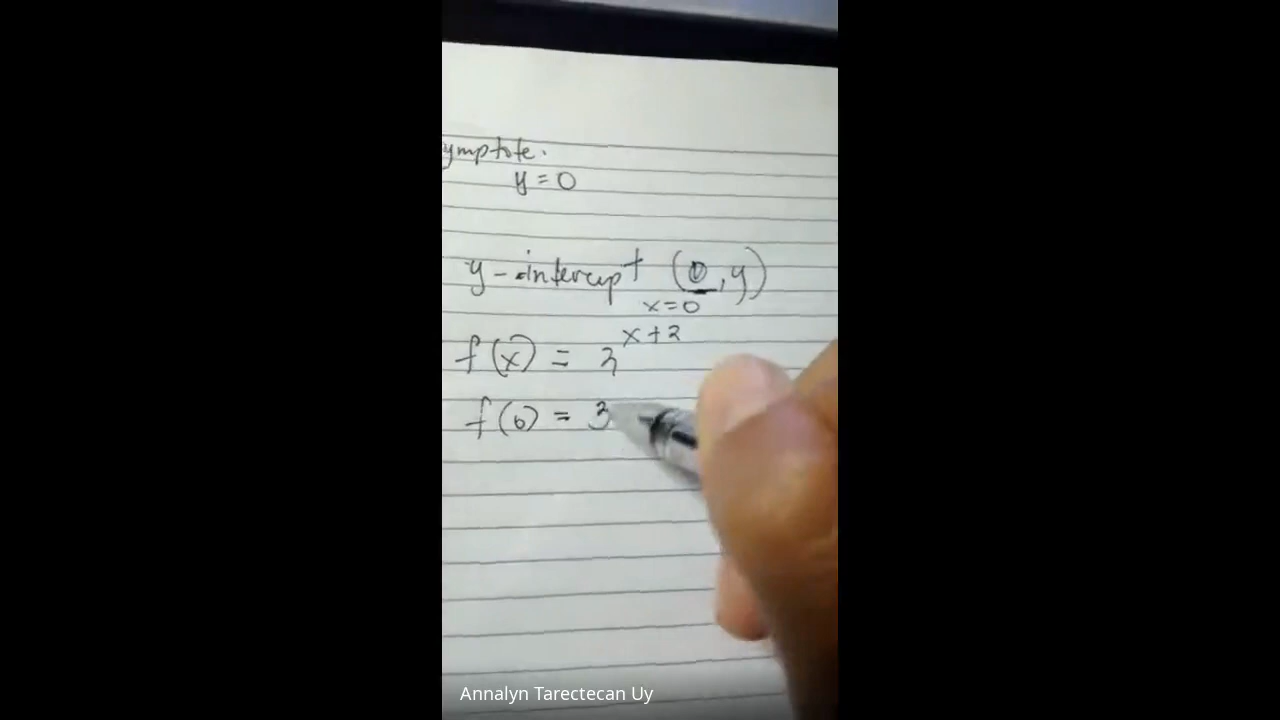 ymptote.
y = 0
y-intercept (0, y)
x = 0
f(x) = 3^{x+2}
f(0) = 3
Annalyn Tarectecan Uy